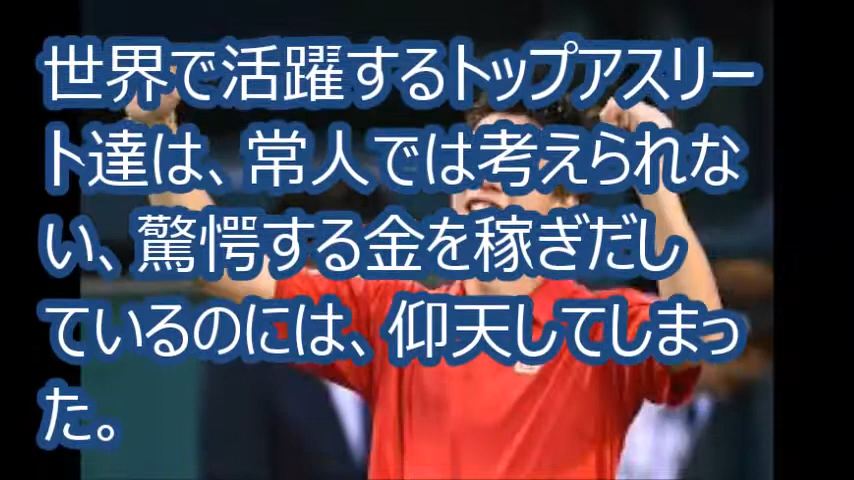 世界で活躍するトップアスリー
ト達は、常人では考えられな
い、驚愕する金を稼ぎだし
ているのには、仰天してしまっ
た。